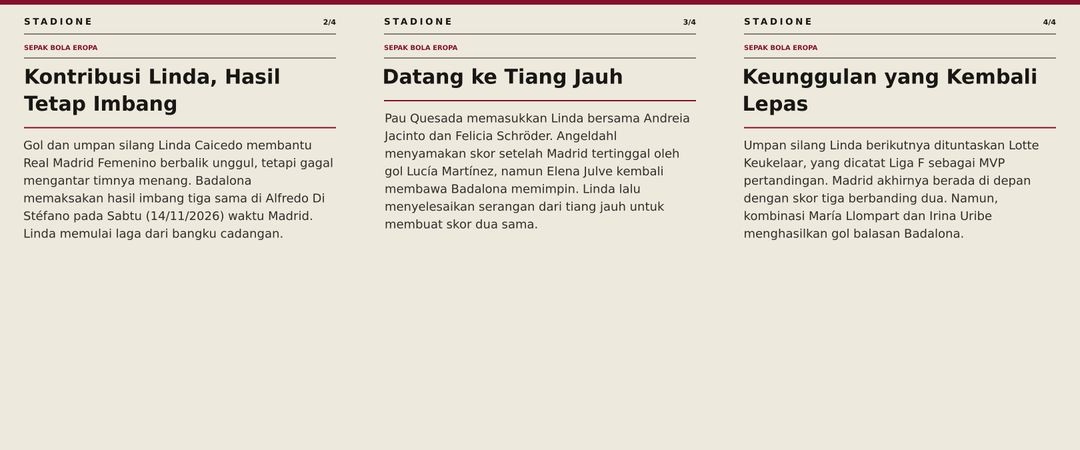 STADIONE
2/4
SEPAK BOLA EROPA
Kontribusi Linda, Hasil
Tetap Imbang
Gol dan umpan silang Linda Caicedo membantu
Real Madrid Femenino berbalik unggul, tetapi gagal
mengantar timnya menang. Badalona
memaksakan hasil imbang tiga sama di Alfredo Di
Stéfano pada Sabtu (14/11/2026) waktu Madrid.
Linda memulai laga dari bangku cadangan.
STADIONE
3/4
SEPAK BOLA EROPA
Datang ke Tiang Jauh
Pau Quesada memasukkan Linda bersama Andreia
Jacinto dan Felicia Schröder. Angeldahl
menyamakan skor setelah Madrid tertinggal oleh
gol Lucía Martínez, namun Elena Julve kembali
membawa Badalona memimpin. Linda lalu
menyelesaikan serangan dari tiang jauh untuk
membuat skor dua sama.
STADIONE
4/4
SEPAK BOLA EROPA
Keunggulan yang Kembali
Lepas
Umpan silang Linda berikutnya dituntaskan Lotte
Keukelaar, yang dicatat Liga F sebagai MVP
pertandingan. Madrid akhirnya berada di depan
dengan skor tiga berbanding dua. Namun,
kombinasi María Llompart dan Irina Uribe
menghasilkan gol balasan Badalona.